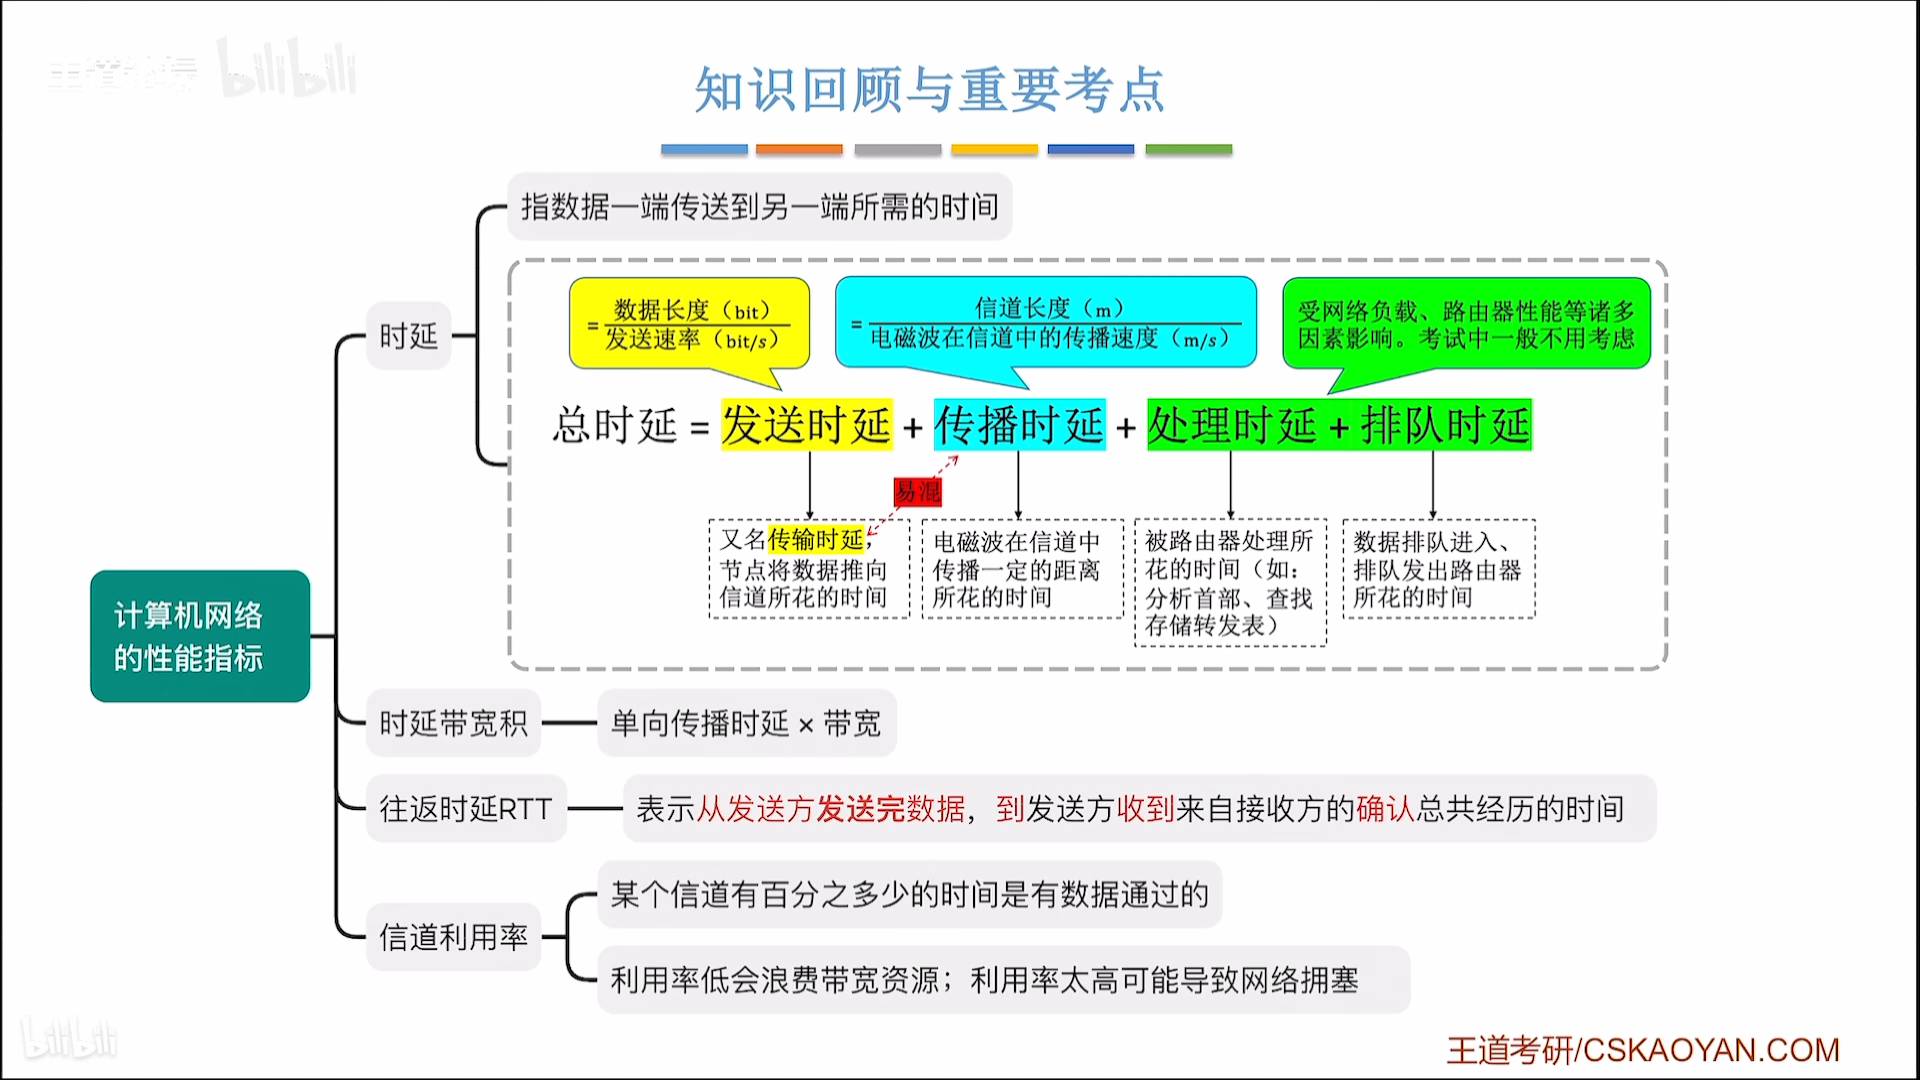 王道考研
bilibili
知识回顾与重要考点
指数据一端传送到另一端所需的时间
= 数据长度（bit）
发送速率（bit/s）
= 信道长度（m）
电磁波在信道中的传播速度（m/s）
受网络负载、路由器性能等诸多
因素影响。考试中一般不用考虑
时延
总时延 = 发送时延 + 传播时延 + 处理时延 + 排队时延
易混
又名传输时延，
节点将数据推向
信道所花的时间
电磁波在信道中
传播一定的距离
所花的时间
被路由器处理所
花的时间（如：
分析首部、查找
存储转发表）
数据排队进入、
排队发出路由器
所花的时间
计算机网络
的性能指标
时延带宽积
单向传播时延 × 带宽
往返时延RTT
表示从发送方发送完数据，到发送方收到来自接收方的确认总共经历的时间
信道利用率
某个信道有百分之多少的时间是有数据通过的
利用率低会浪费带宽资源；利用率太高可能导致网络拥塞
bilibili
王道考研/CSKAOYAN.COM